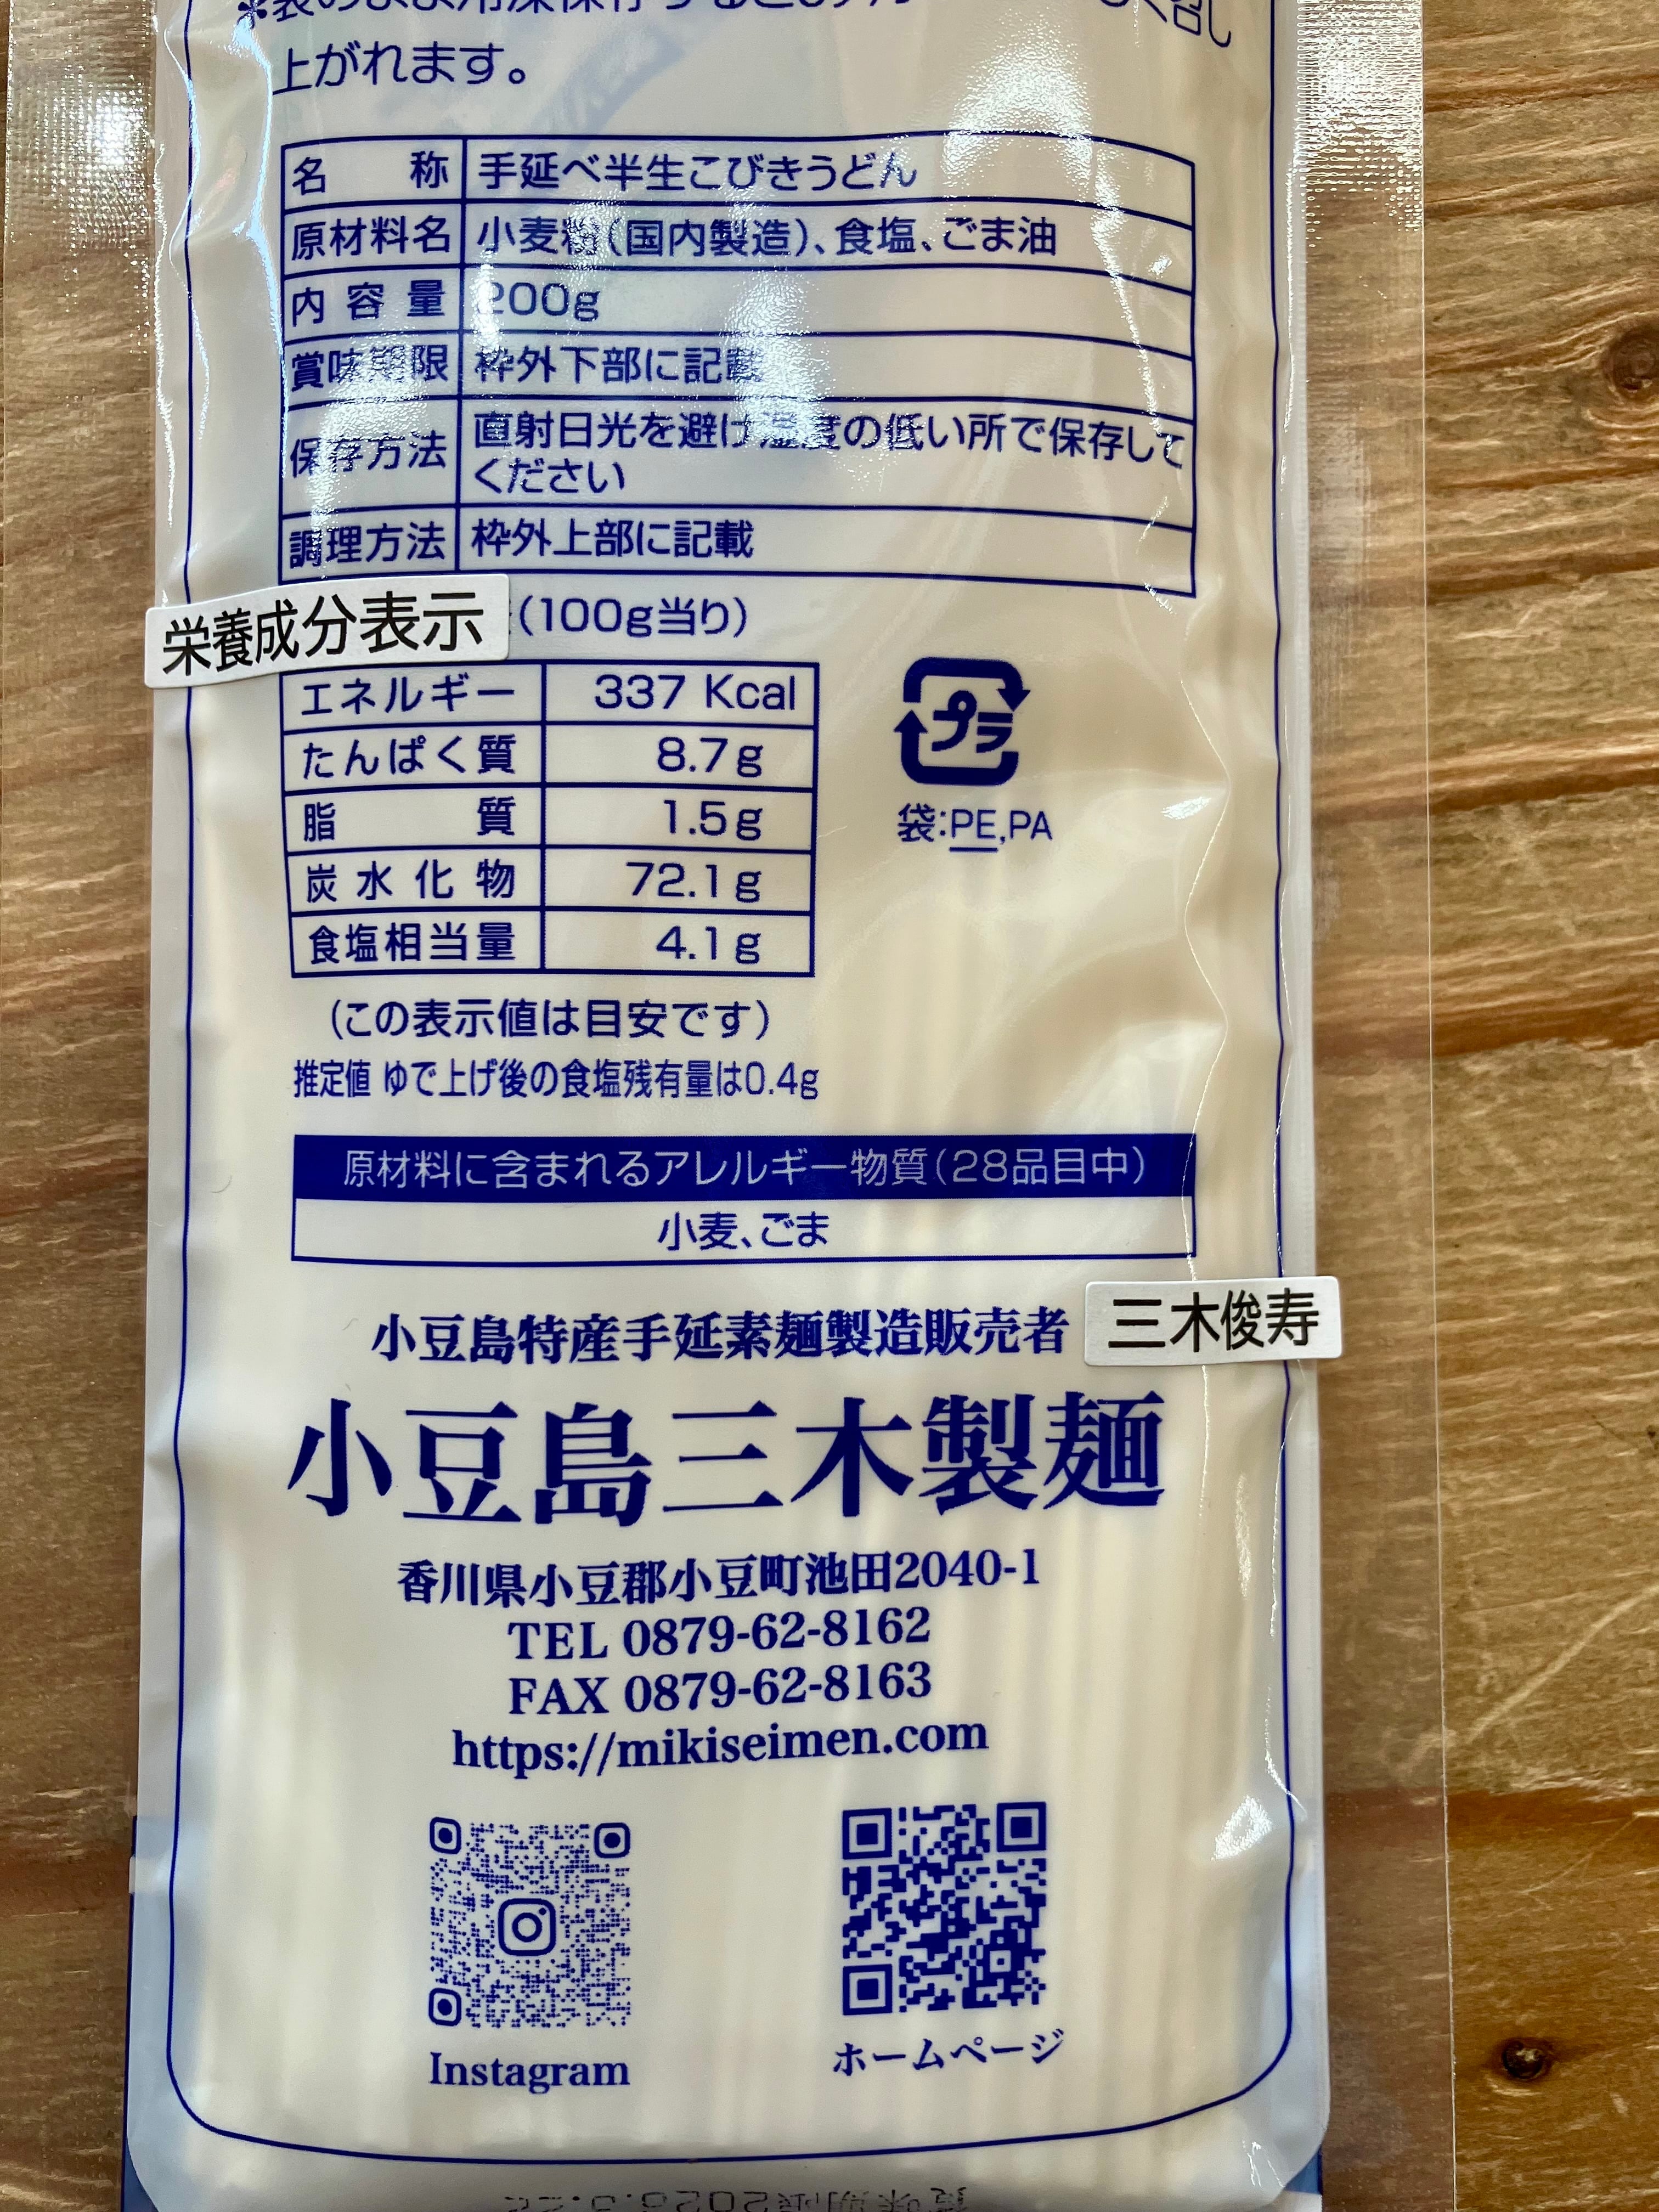 上がれます。
名称 手延べ半生こびきうどん
原材料名 小麦粉(国内製造)、食塩、ごま油
内容量 200g
賞味期限 枠外下部に記載
保存方法 直射日光を避け湿度の低い所で保存して
ください
調理方法 枠外上部に記載
栄養成分表示 (100g当り)
エネルギー 337 Kcal
たんぱく質 8.7g
脂質 1.5g
炭水化物 72.1g
食塩相当量 4.1g
プラ
袋:PE,PA
(この表示値は目安です)
推定値 ゆで上げ後の食塩残有量は0.4g
原材料に含まれるアレルギー物質(28品目中)
小麦、ごま
小豆島特産手延素麺製造販売者 三木俊寿
小豆島三木製麺
香川県小豆郡小豆町池田2040-1
TEL 0879-62-8162
FAX 0879-62-8163
https://mikiseimen.com
Instagram
ホームページ